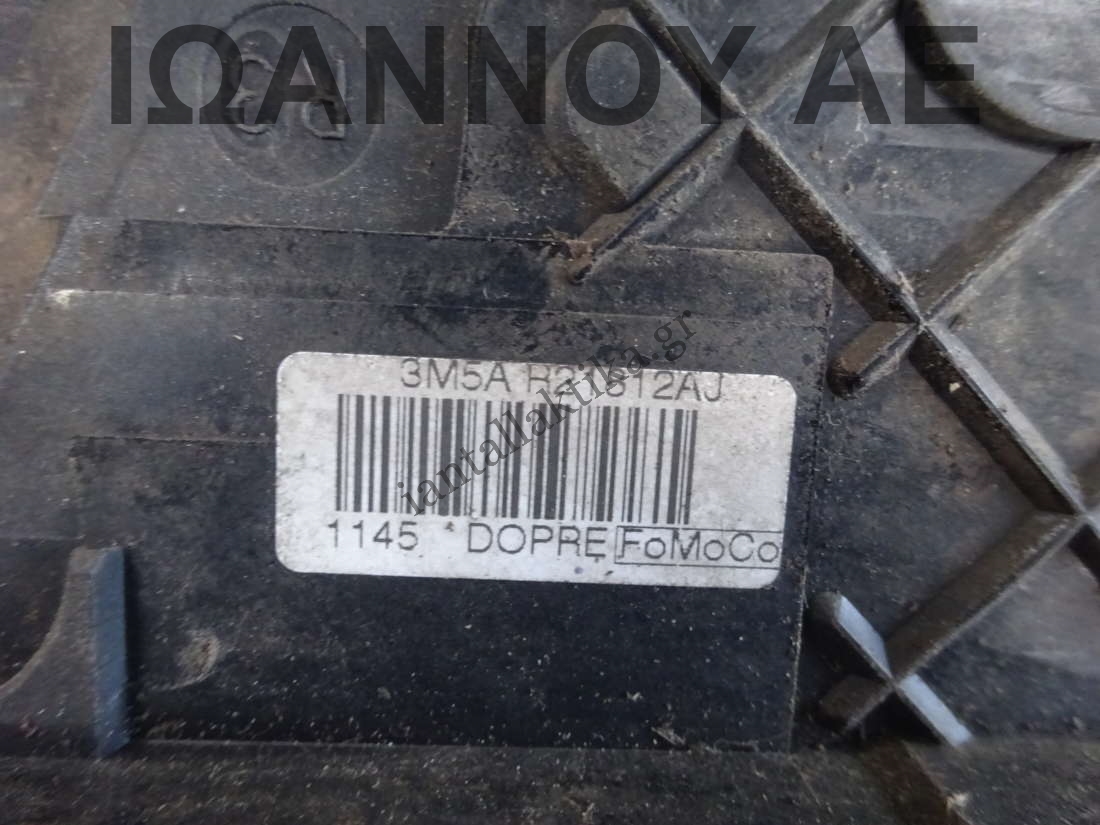 ΙΩΑΝΝΟΥ ΑΕ
3M5A R21812AJ
iantallaktika.gr
1145 * DOPRE FoMoCo